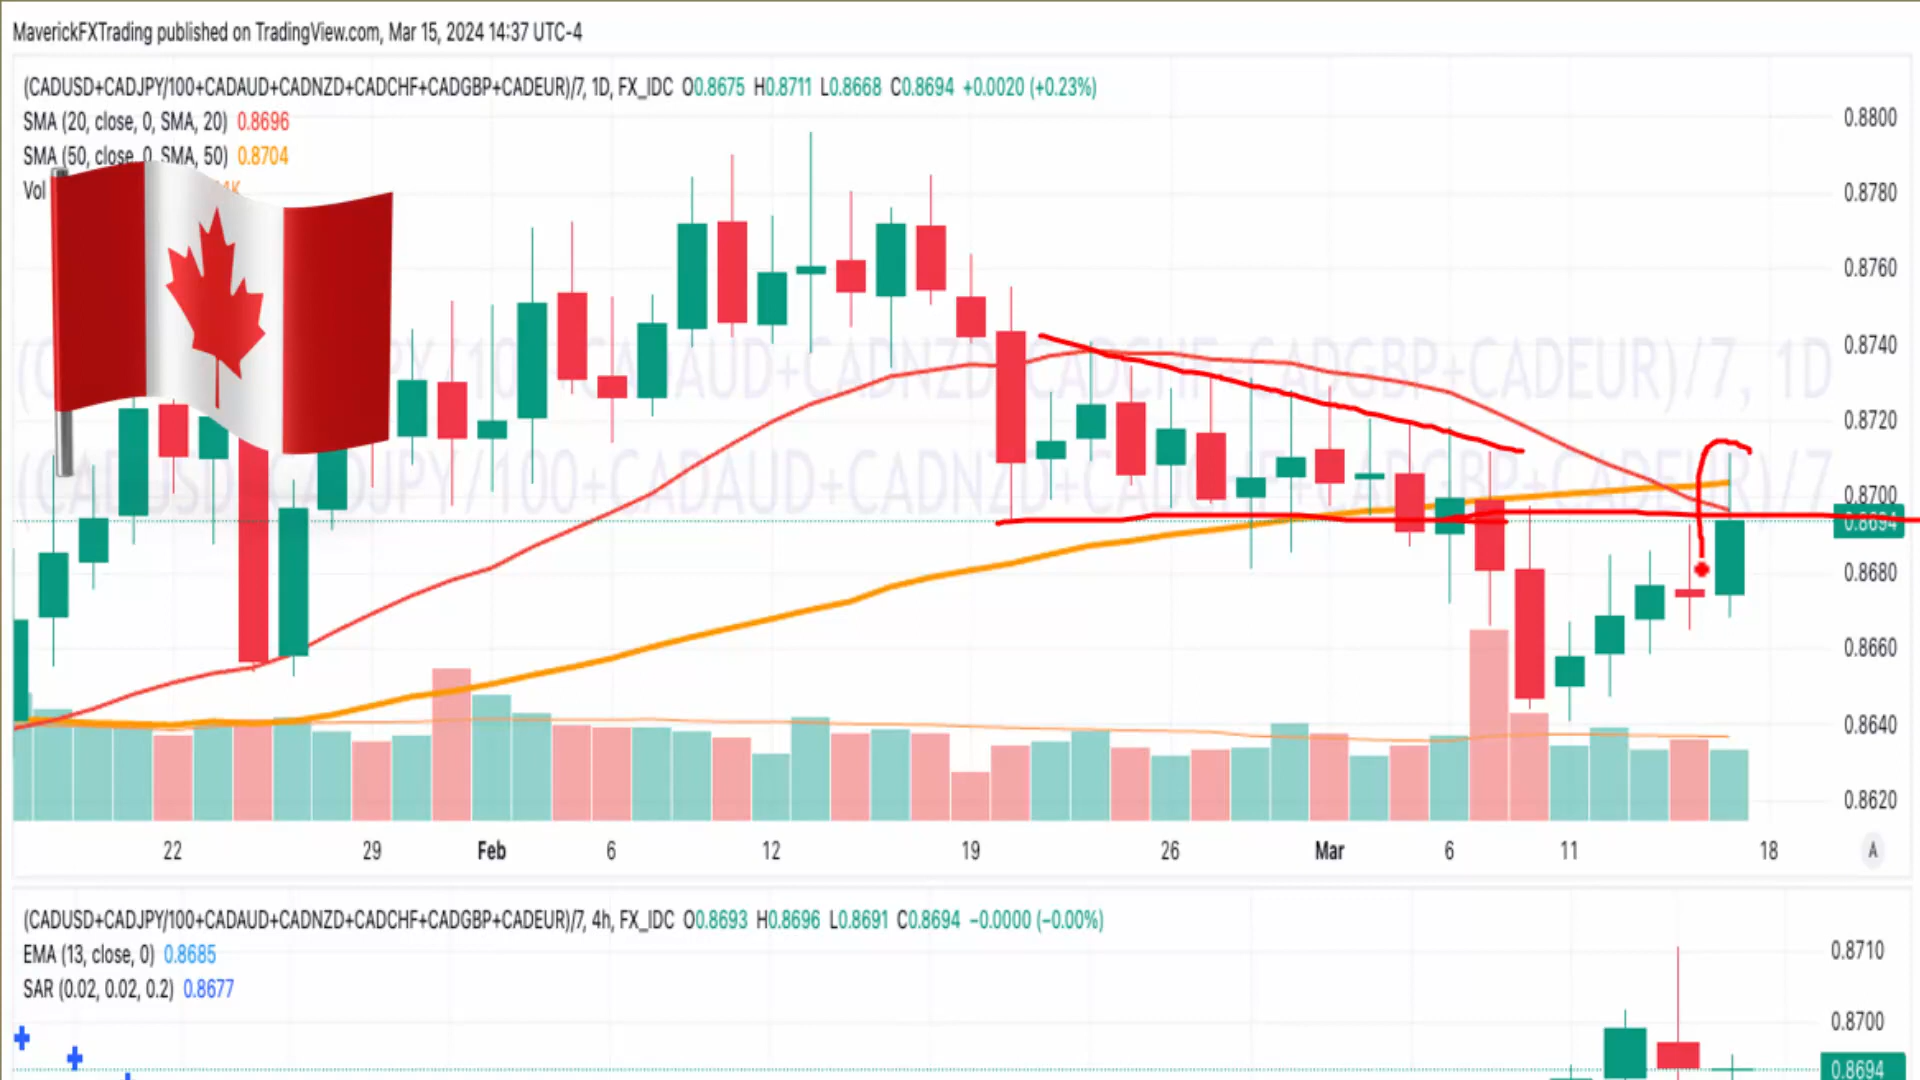 MaverickFXTrading published on TradingView.com, Mar 15, 2024 14:37 UTC-4
(CADUSD+CADJPY/100+CADAUD+CADNZD+CADCHF+CADGBP+CADEUR)/7, 1D, FX_IDC O0.8675 H0.8711 L0.8668 C0.8694 +0.0020 (+0.23%)
SMA (20, close, 0, SMA, 20) 0.8696
SMA (50, close, 0, SMA, 50) 0.8704
Vol
0.8800
0.8780
0.8760
0.8740
0.8720
0.8700
0.8694
0.8680
0.8660
0.8640
0.8620
22 29 Feb 6 12 19 26 Mar 6 11 18 A
(CADUSD+CADJPY/100+CADAUD+CADNZD+CADCHF+CADGBP+CADEUR)/7, 4h, FX_IDC O0.8693 H0.8696 L0.8691 C0.8694 −0.0000 (−0.00%)
EMA (13, close, 0) 0.8685
SAR (0.02, 0.02, 0.2) 0.8677
0.8710
0.8700
0.8694